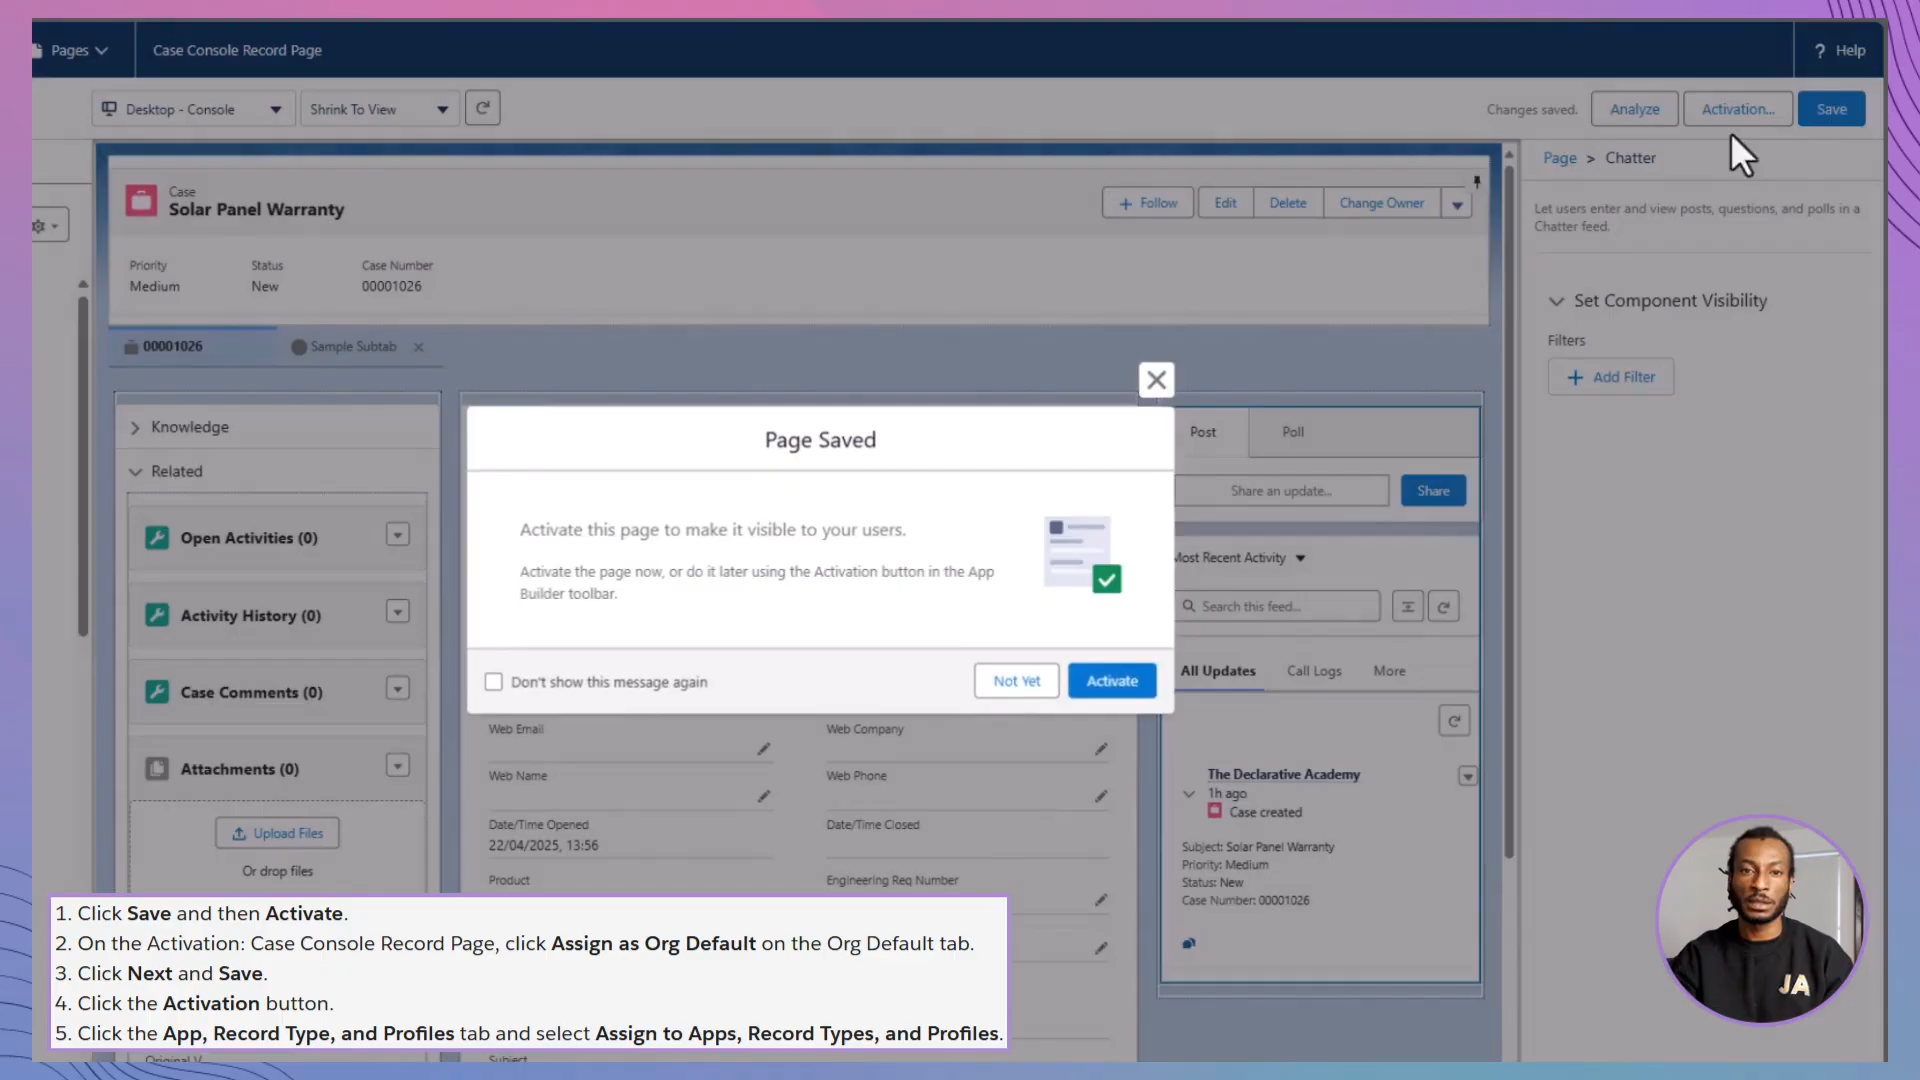 Pages
Case Console Record Page
? Help
Desktop - Console
Shrink To View
Changes saved.
Analyze
Activation...
Save
Page > Chatter
Case
Solar Panel Warranty
+ Follow
Edit
Delete
Change Owner
Let users enter and view posts, questions, and polls in a
Chatter feed.
Priority
Status
Case Number
Medium
New
00001026
Set Component Visibility
Filters
+ Add Filter
00001026
Sample Subtab
Knowledge
Related
Open Activities (0)
Activity History (0)
Case Comments (0)
Attachments (0)
Upload Files
Or drop files
Page Saved
Activate this page to make it visible to your users.
Activate the page now, or do it later using the Activation button in the App
Builder toolbar.
Don't show this message again
Not Yet
Activate
Post
Poll
Share an update...
Share
Most Recent Activity
Search this feed...
All Updates
Call Logs
More
Web Email
Web Company
Web Name
Web Phone
Date/Time Opened
Date/Time Closed
22/04/2025, 13:56
Product
Engineering Req Number
The Declarative Academy
1h ago
Case created
Subject: Solar Panel Warranty
Priority: Medium
Status: New
Case Number: 00001026
1. Click Save and then Activate.
2. On the Activation: Case Console Record Page, click Assign as Org Default on the Org Default tab.
3. Click Next and Save.
4. Click the Activation button.
5. Click the App, Record Type, and Profiles tab and select Assign to Apps, Record Types, and Profiles.
Subject
JA